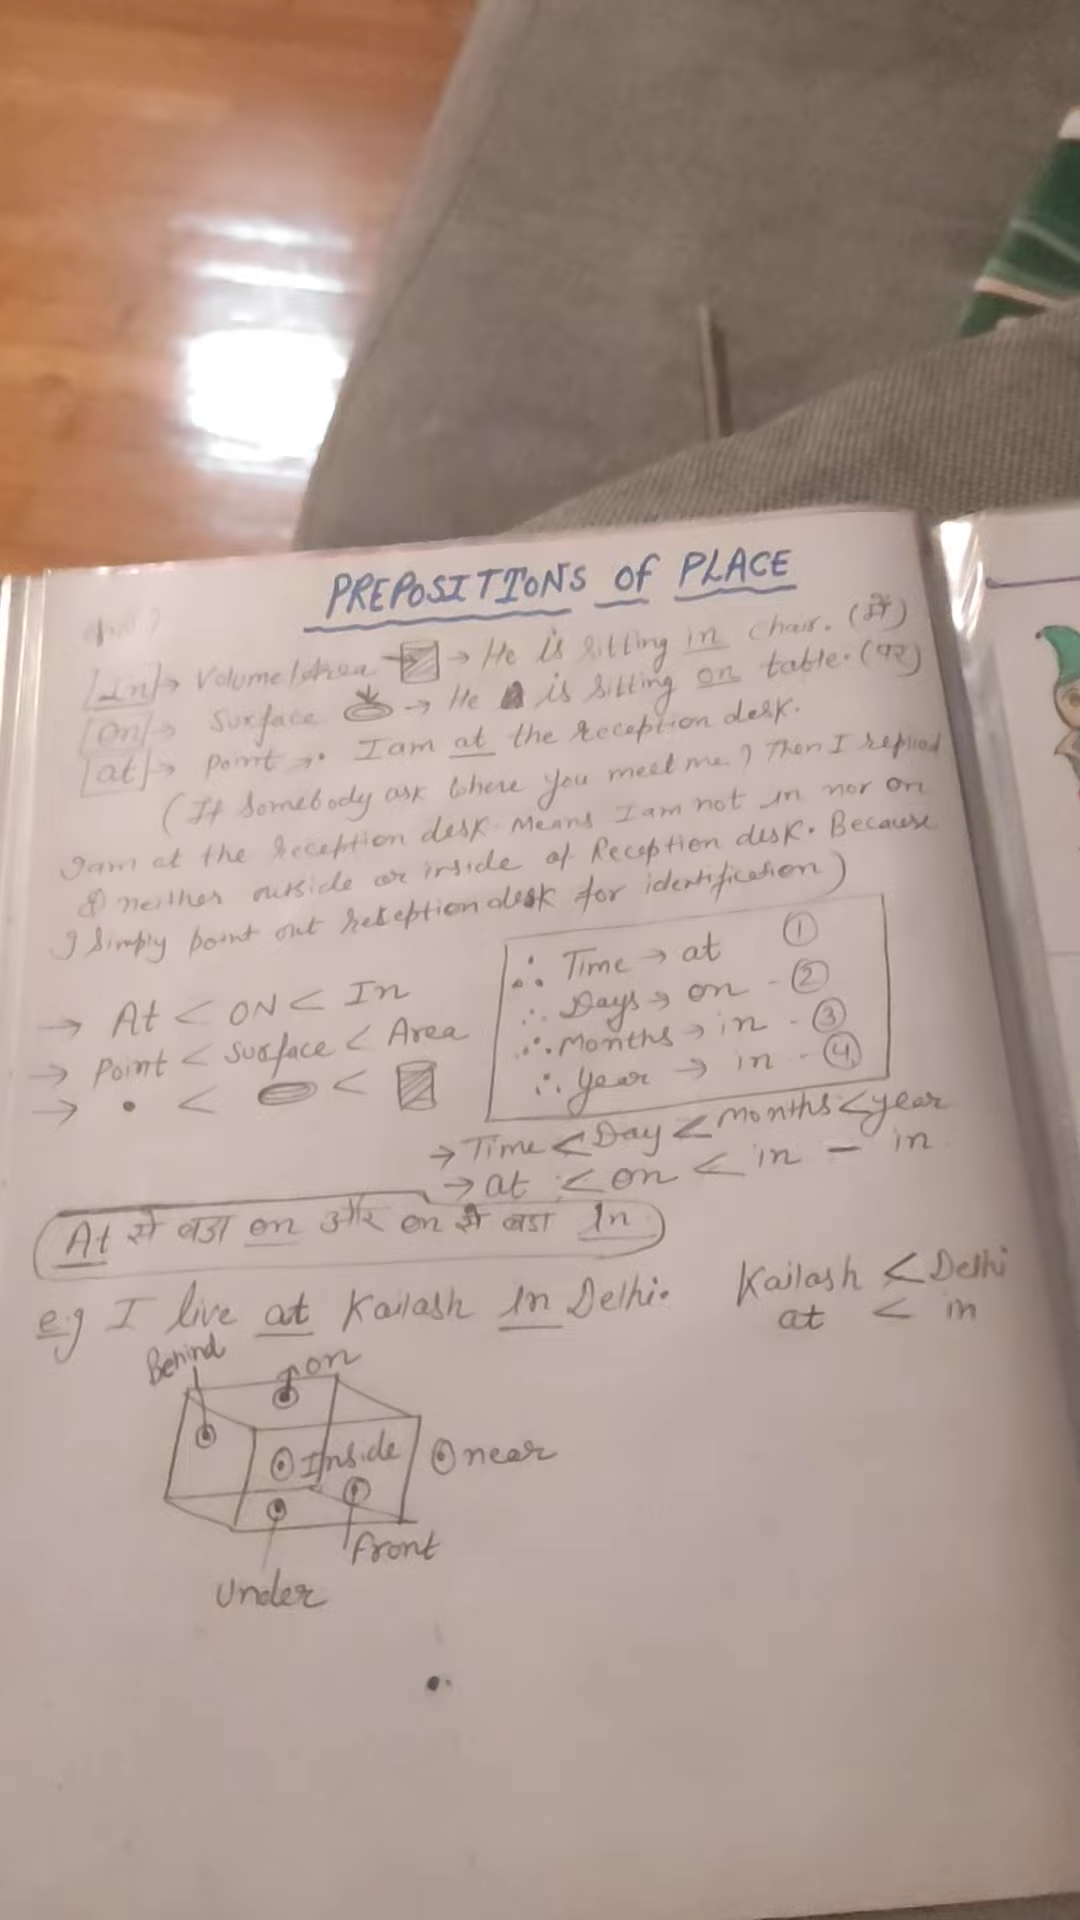 PREPOSITIONS of PLACE
[In]→ Volume/Area → He is sitting in chair. (में)
[On]→ Surface → He is sitting on table. (पर)
[at]→ Point → • I am at the reception desk.
(If somebody ask where you meet me? Then I replied
I am at the reception desk. Means I am not in nor on
neither outside or inside of Reception desk. Because
I simply point out reseption desk for identification)
→ At < ON < In
→ Point < Surface < Area
→ • < <
∴ Time → at ①
∴ Days → on - ②
∴ Months → in - ③
∴ Year → in - ④
→ Time < Day < Months < year
→ at < on < in – in
At से बडा on और on से बडा In
e.g I live at Kailash In Delhi.
Kailash < Delhi
at < in
Behind
on
Inside
near
Front
Under